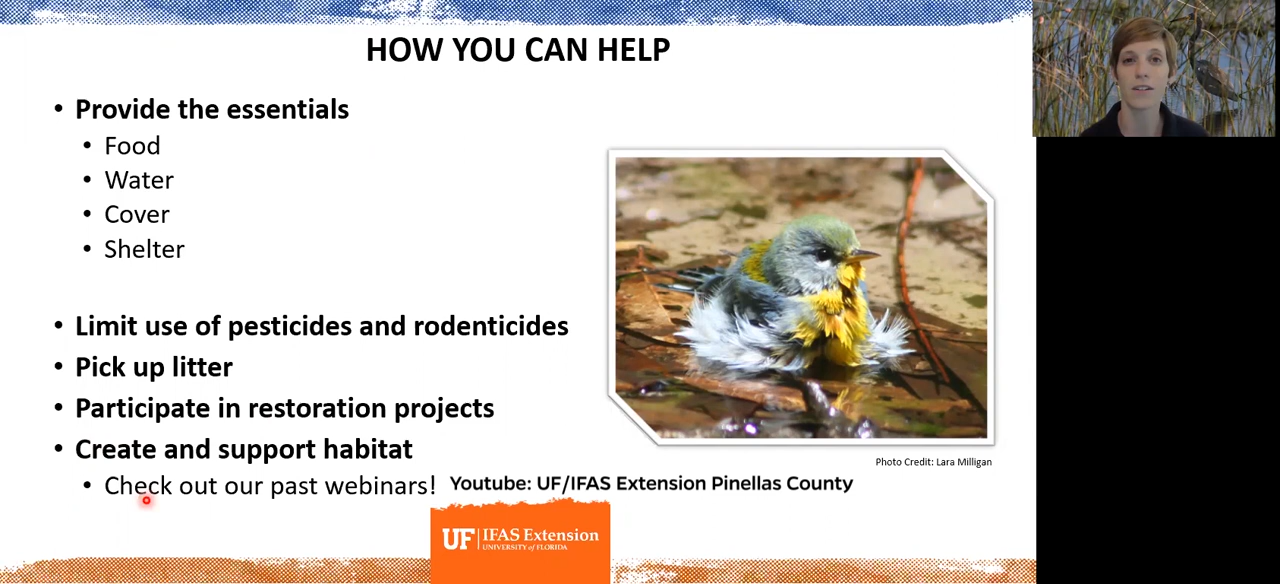 HOW YOU CAN HELP
• Provide the essentials
• Food
• Water
• Cover
• Shelter
• Limit use of pesticides and rodenticides
• Pick up litter
• Participate in restoration projects
• Create and support habitat
• Check out our past webinars! Youtube: UF/IFAS Extension Pinellas County
Photo Credit: Lara Milligan
UF | IFAS Extension
UNIVERSITY of FLORIDA